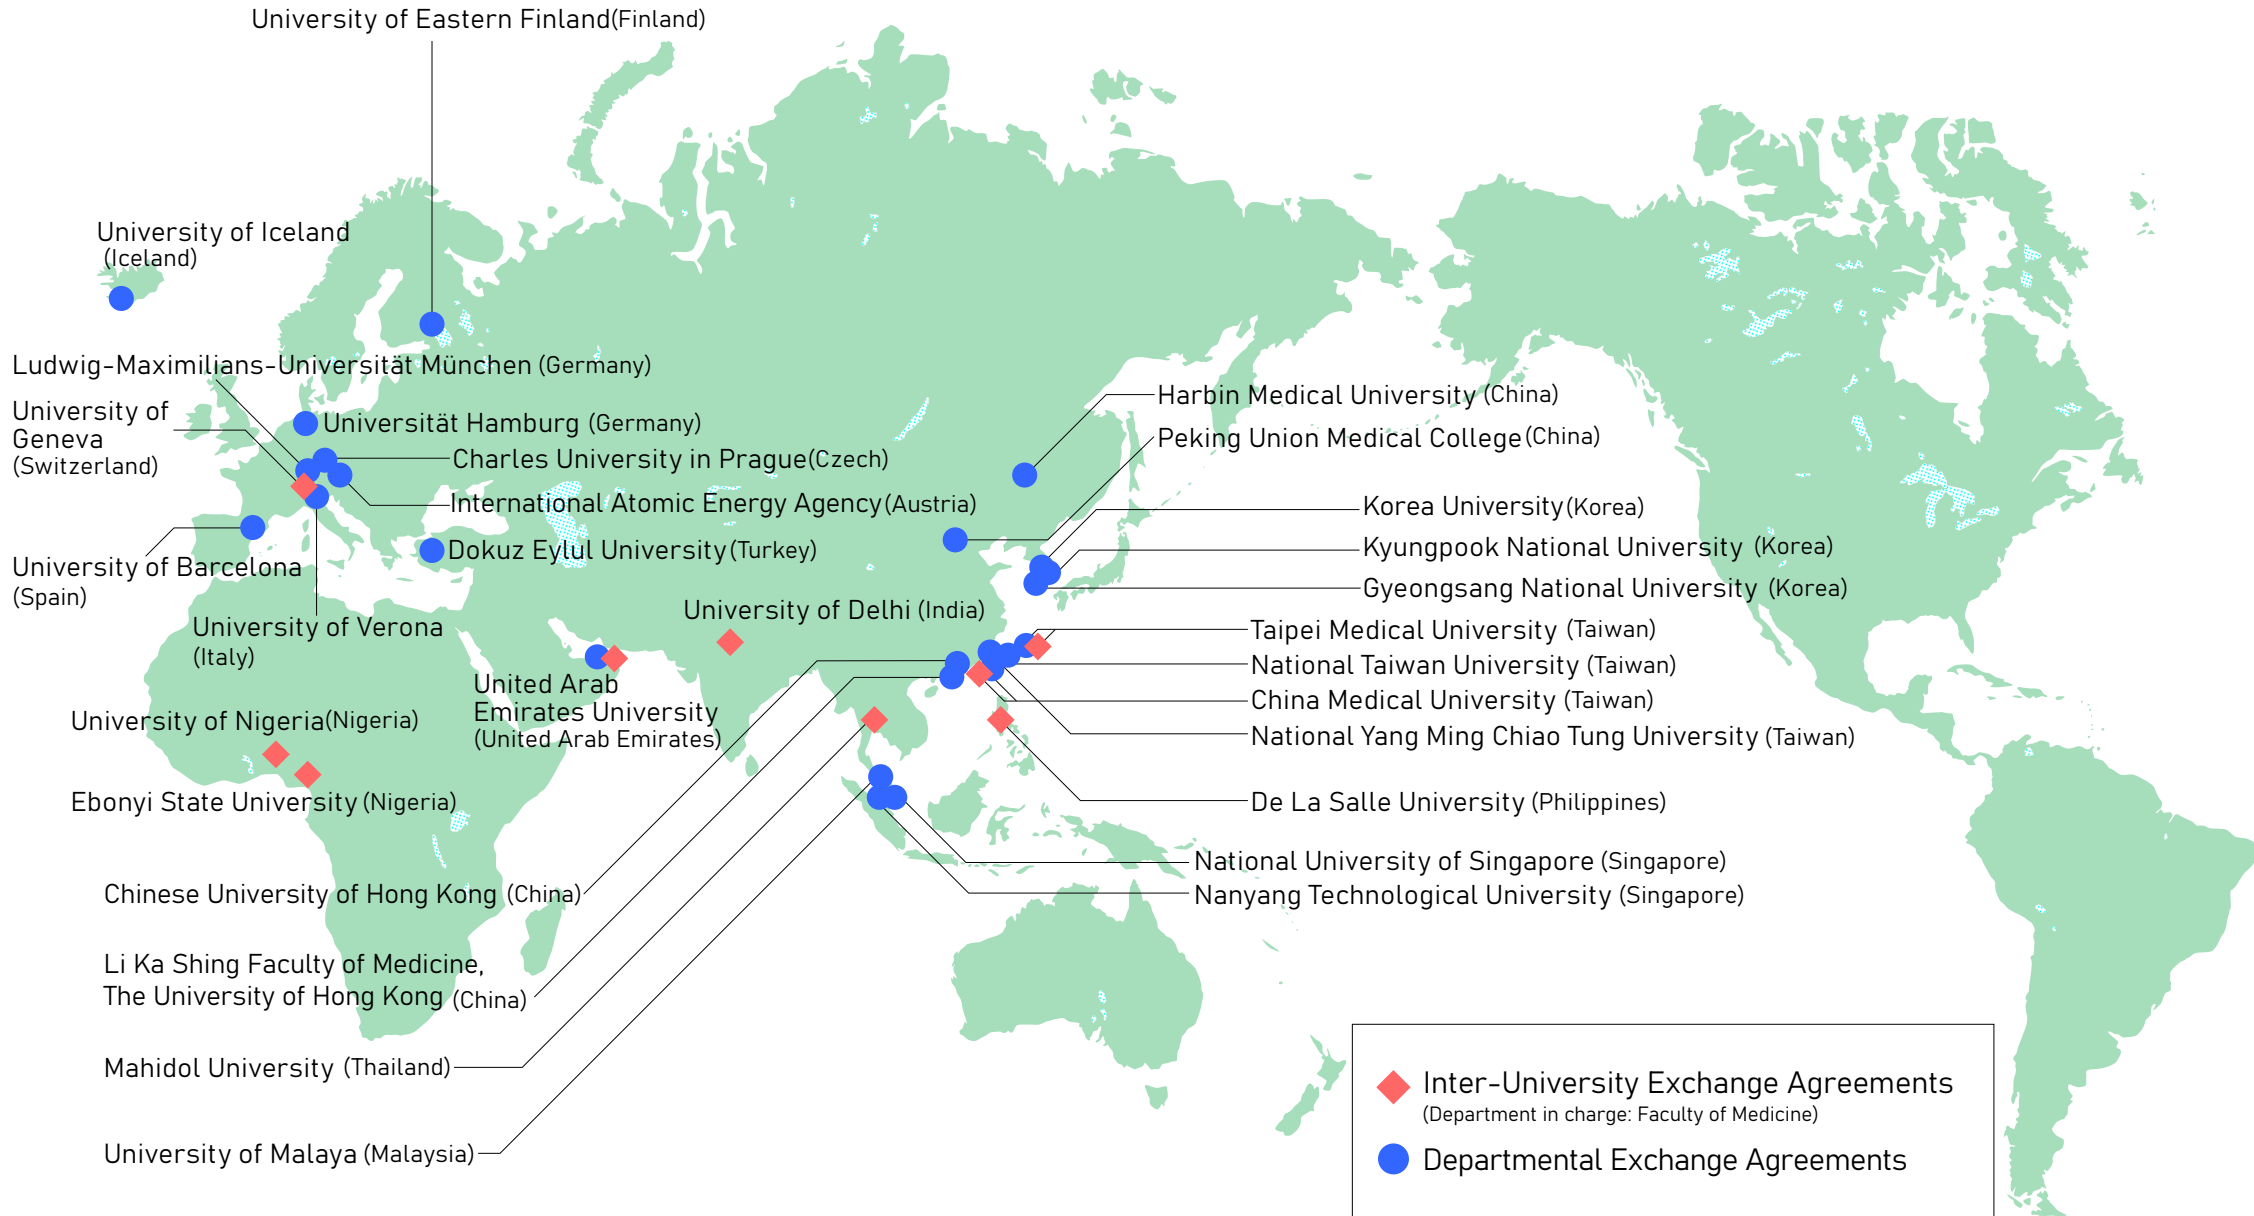 University of Eastern Finland(Finland)
University of Iceland
(Iceland)
Ludwig-Maximilians-Universität München (Germany)
University of
Geneva
(Switzerland)
Universität Hamburg (Germany)
Charles University in Prague(Czech)
International Atomic Energy Agency(Austria)
Dokuz Eylul University(Turkey)
University of Barcelona
(Spain)
University of Verona
(Italy)
University of Delhi (India)
United Arab
Emirates University
(United Arab Emirates)
University of Nigeria(Nigeria)
Ebonyi State University (Nigeria)
Chinese University of Hong Kong (China)
Li Ka Shing Faculty of Medicine,
The University of Hong Kong (China)
Mahidol University (Thailand)
University of Malaya (Malaysia)
Harbin Medical University (China)
Peking Union Medical College(China)
Korea University(Korea)
Kyungpook National University (Korea)
Gyeongsang National University (Korea)
Taipei Medical University (Taiwan)
National Taiwan University (Taiwan)
China Medical University (Taiwan)
National Yang Ming Chiao Tung University (Taiwan)
De La Salle University (Philippines)
National University of Singapore (Singapore)
Nanyang Technological University (Singapore)
Inter-University Exchange Agreements
(Department in charge: Faculty of Medicine)
Departmental Exchange Agreements